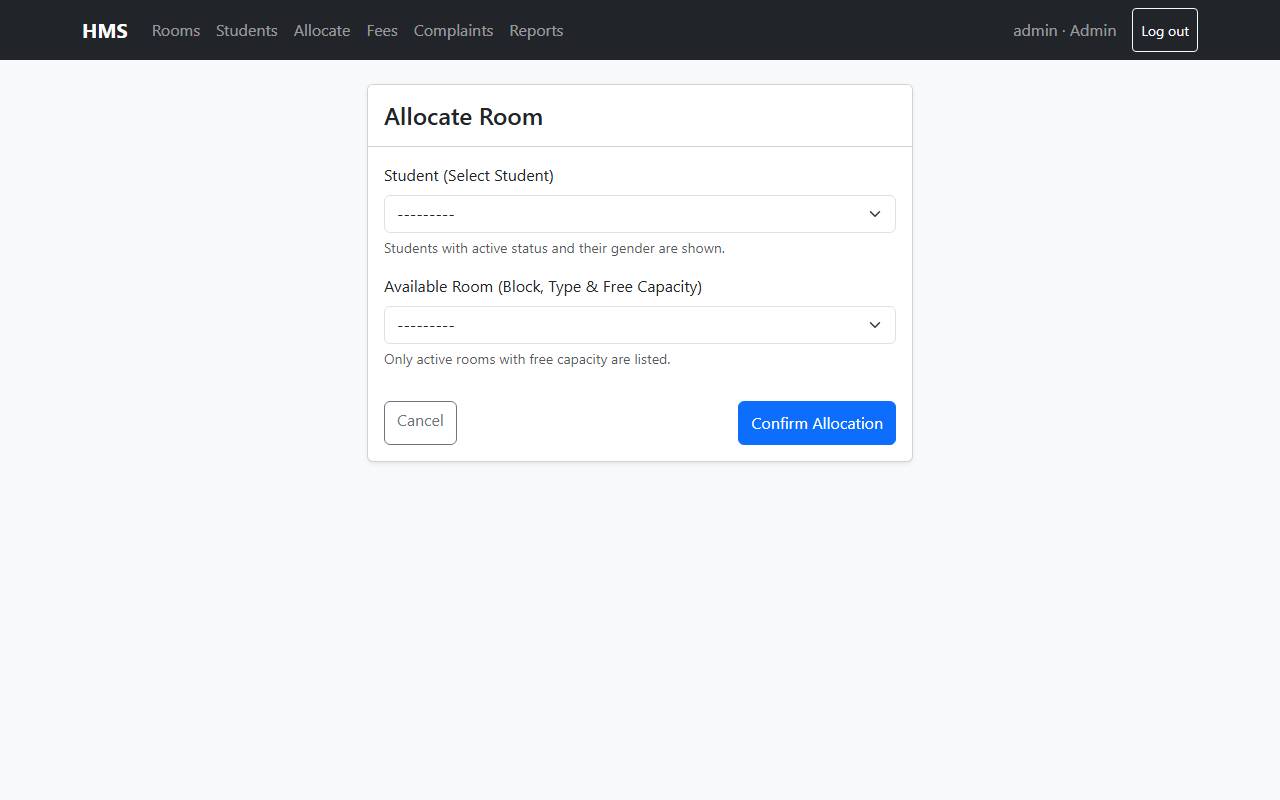 HMS Rooms Students Allocate Fees Complaints Reports admin · Admin Log out
Allocate Room
Student (Select Student)
---------
Students with active status and their gender are shown.
Available Room (Block, Type & Free Capacity)
---------
Only active rooms with free capacity are listed.
Cancel Confirm Allocation